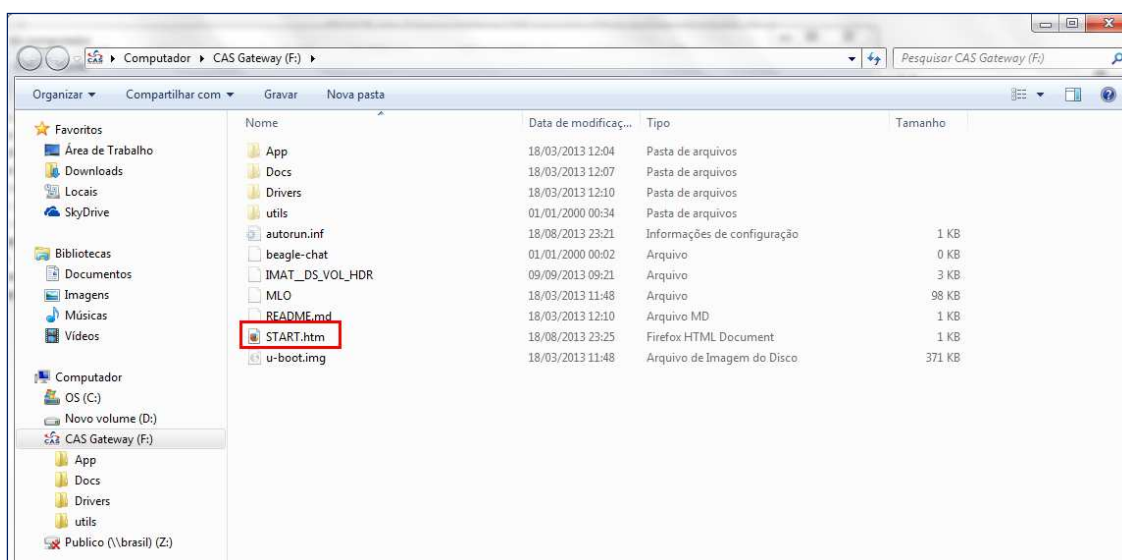 Computador ▸ CAS Gateway (F:) ▸
Pesquisar CAS Gateway (F:)
Organizar Compartilhar com Gravar Nova pasta
Favoritos
Área de Trabalho
Downloads
Locais
SkyDrive
Bibliotecas
Documentos
Imagens
Músicas
Vídeos
Computador
OS (C:)
Novo volume (D:)
CAS Gateway (F:)
App
Docs
Drivers
utils
Publico (\\brasil) (Z:)
Nome Data de modificaç... Tipo Tamanho
App 18/03/2013 12:04 Pasta de arquivos
Docs 18/03/2013 12:07 Pasta de arquivos
Drivers 18/03/2013 12:10 Pasta de arquivos
utils 01/01/2000 00:34 Pasta de arquivos
autorun.inf 18/08/2013 23:21 Informações de configuração 1 KB
beagle-chat 01/01/2000 00:02 Arquivo 0 KB
IMAT__DS_VOL_HDR 09/09/2013 09:21 Arquivo 3 KB
MLO 18/03/2013 11:48 Arquivo 98 KB
README.md 18/03/2013 12:10 Arquivo MD 1 KB
START.htm 18/08/2013 23:25 Firefox HTML Document 1 KB
u-boot.img 18/03/2013 11:48 Arquivo de Imagem do Disco 371 KB